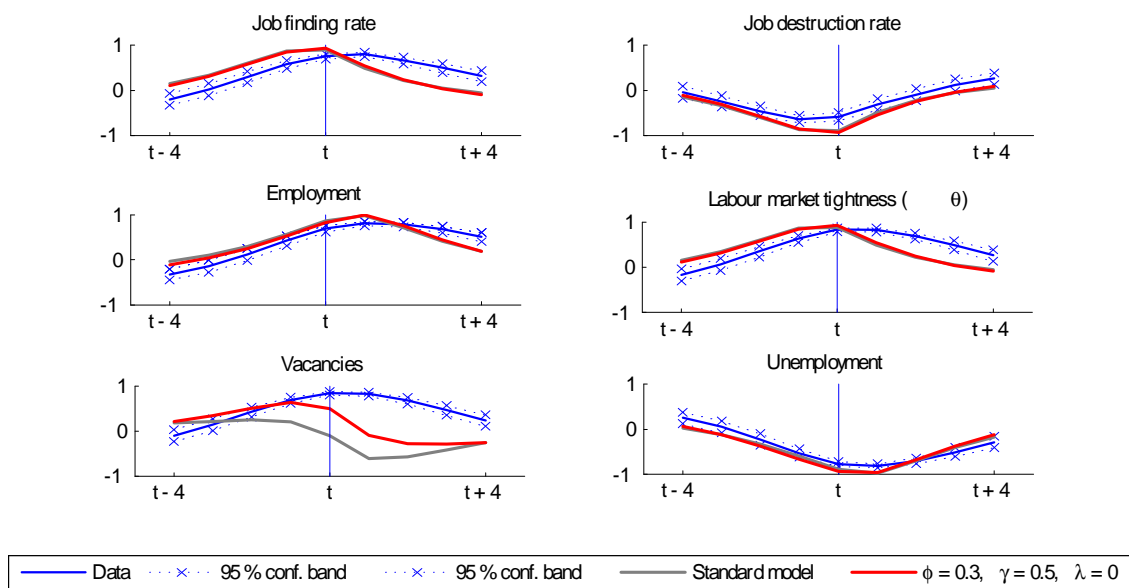 Job finding rate
1
0
-1
t - 4
t
t + 4
Job destruction rate
1
0
-1
t - 4
t
t + 4
Employment
1
0
-1
t - 4
t
t + 4
Labour market tightness ( θ)
1
0
-1
t - 4
t
t + 4
Vacancies
1
0
-1
t - 4
t
t + 4
Unemployment
1
0
-1
t - 4
t
t + 4
Data 95 % conf. band 95 % conf. band Standard model ϕ = 0.3, γ = 0.5, λ = 0